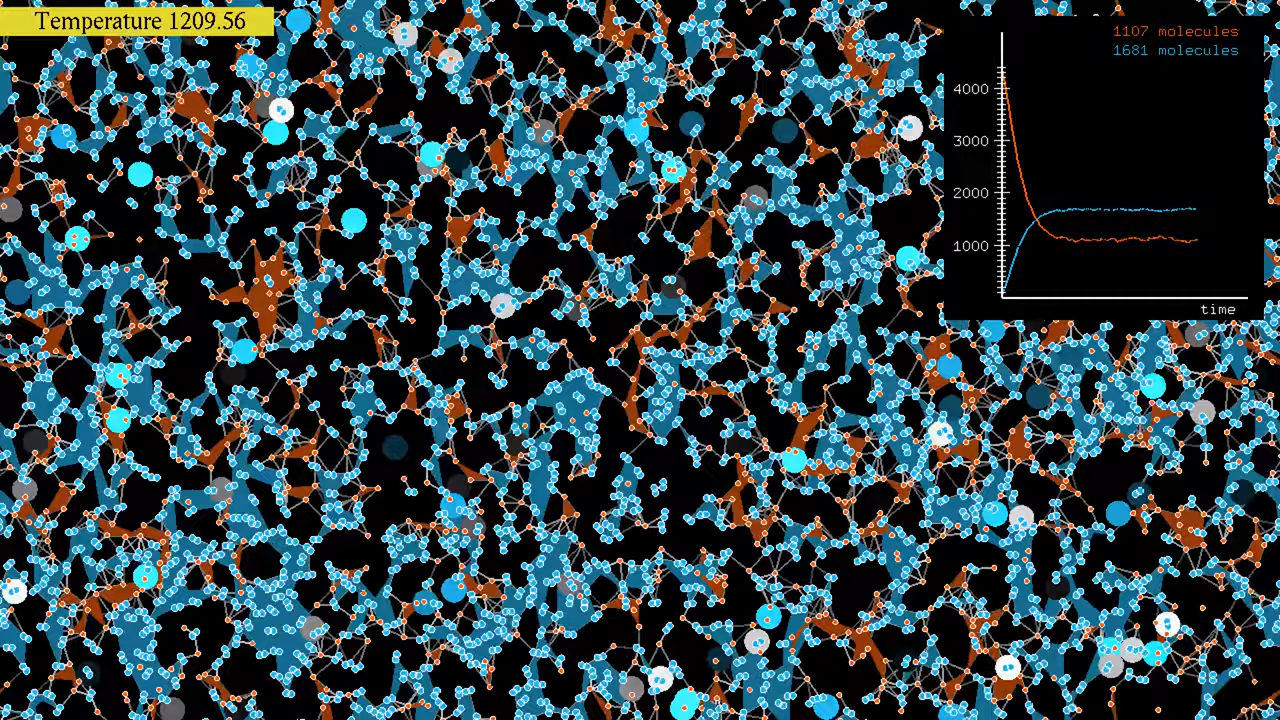 Temperature 1209.56
1107 molecules
1681 molecules
4000
3000
2000
1000
time